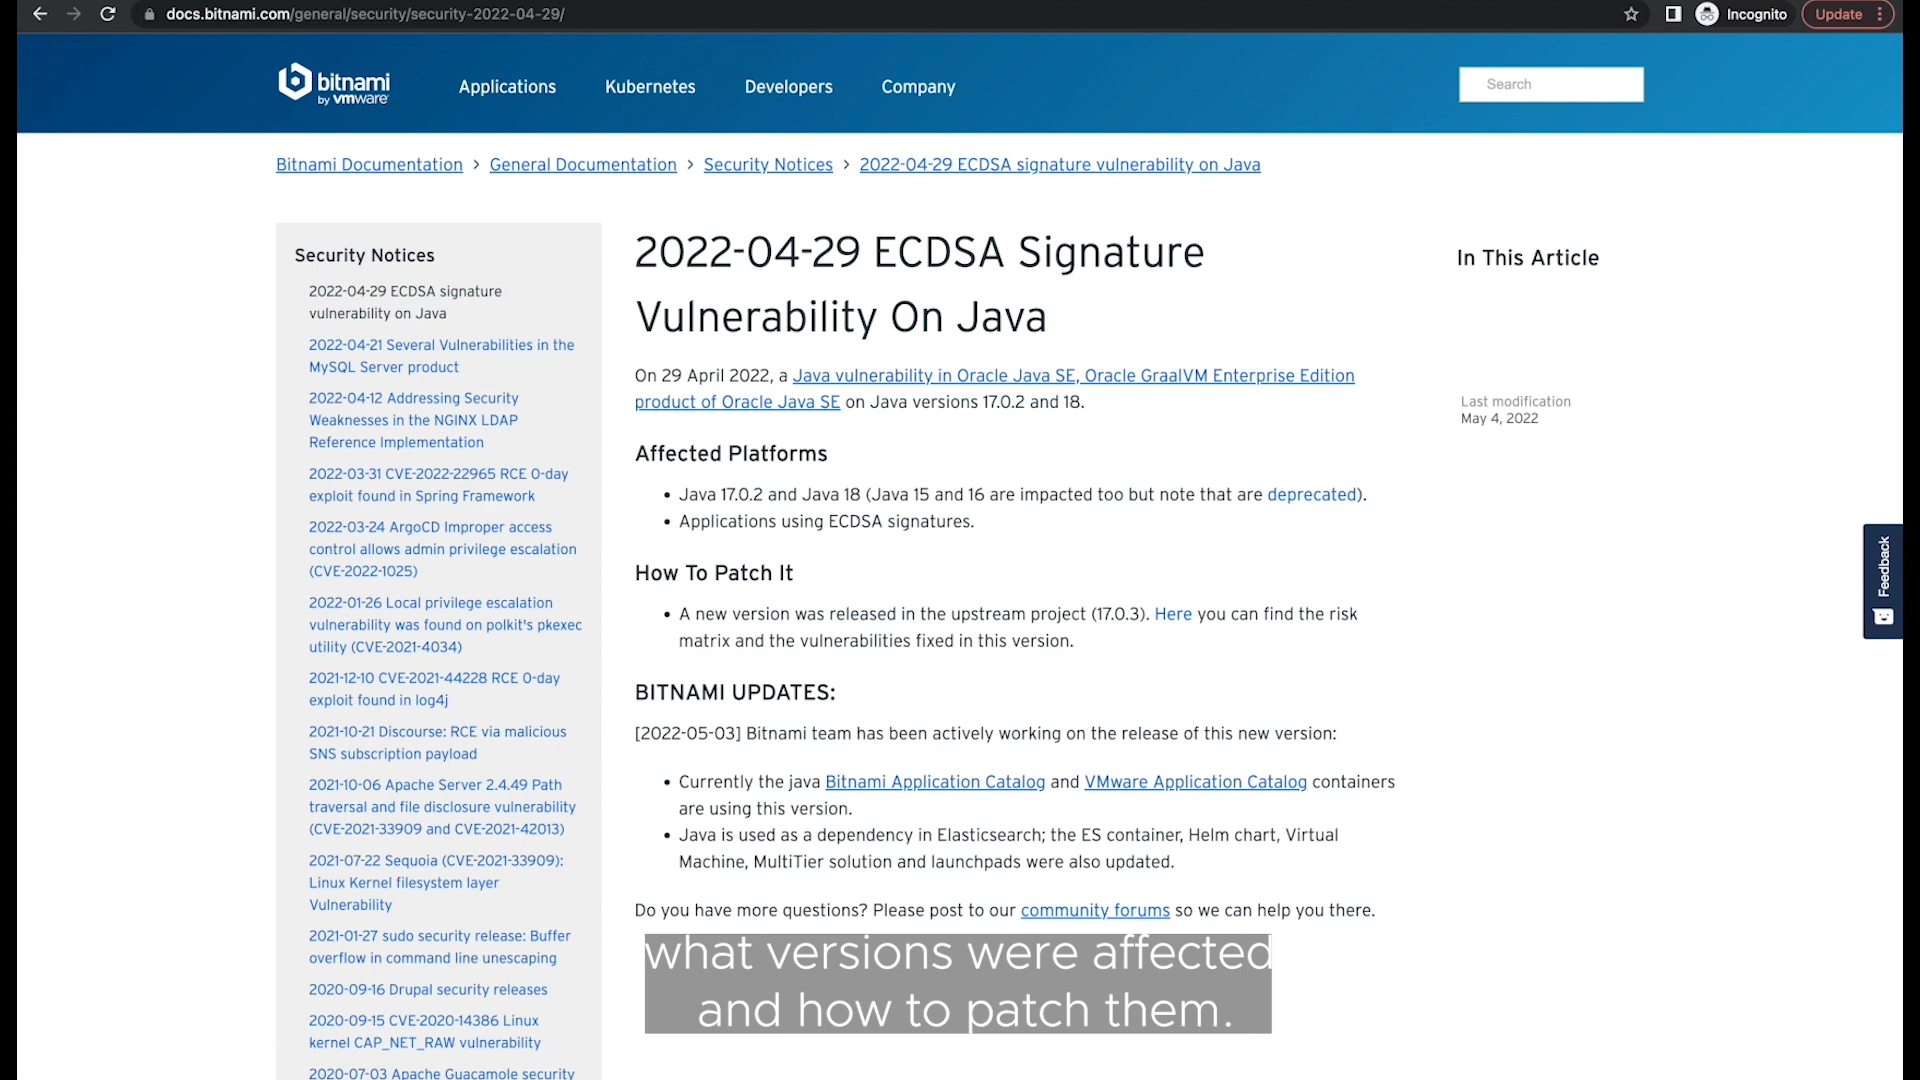 docs.bitnami.com/general/security/security-2022-04-29/
Incognito
Update
bitnami
by vmware
Applications
Kubernetes
Developers
Company
Search
Bitnami Documentation > General Documentation > Security Notices > 2022-04-29 ECDSA signature vulnerability on Java
Security Notices
2022-04-29 ECDSA signature
vulnerability on Java
2022-04-21 Several Vulnerabilities in the
MySQL Server product
2022-04-12 Addressing Security
Weaknesses in the NGINX LDAP
Reference Implementation
2022-03-31 CVE-2022-22965 RCE 0-day
exploit found in Spring Framework
2022-03-24 ArgoCD Improper access
control allows admin privilege escalation
(CVE-2022-1025)
2022-01-26 Local privilege escalation
vulnerability was found on polkit's pkexec
utility (CVE-2021-4034)
2021-12-10 CVE-2021-44228 RCE 0-day
exploit found in log4j
2021-10-21 Discourse: RCE via malicious
SNS subscription payload
2021-10-06 Apache Server 2.4.49 Path
traversal and file disclosure vulnerability
(CVE-2021-33909 and CVE-2021-42013)
2021-07-22 Sequoia (CVE-2021-33909):
Linux Kernel filesystem layer
Vulnerability
2021-01-27 sudo security release: Buffer
overflow in command line unescaping
2020-09-16 Drupal security releases
2020-09-15 CVE-2020-14386 Linux
kernel CAP_NET_RAW vulnerability
2020-07-03 Apache Guacamole security
2022-04-29 ECDSA Signature
Vulnerability On Java
On 29 April 2022, a Java vulnerability in Oracle Java SE, Oracle GraalVM Enterprise Edition
product of Oracle Java SE on Java versions 17.0.2 and 18.
Affected Platforms
• Java 17.0.2 and Java 18 (Java 15 and 16 are impacted too but note that are deprecated).
• Applications using ECDSA signatures.
How To Patch It
• A new version was released in the upstream project (17.0.3). Here you can find the risk
matrix and the vulnerabilities fixed in this version.
BITNAMI UPDATES:
[2022-05-03] Bitnami team has been actively working on the release of this new version:
• Currently the java Bitnami Application Catalog and VMware Application Catalog containers
are using this version.
• Java is used as a dependency in Elasticsearch; the ES container, Helm chart, Virtual
Machine, MultiTier solution and launchpads were also updated.
Do you have more questions? Please post to our community forums so we can help you there.
what versions were affected
and how to patch them.
In This Article
Last modification
May 4, 2022
Feedback